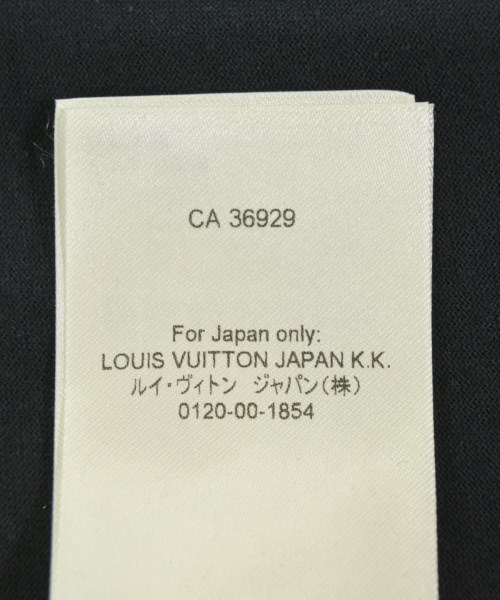 CA 36929
For Japan only:
LOUIS VUITTON JAPAN K.K.
ルイ・ヴィトン ジャパン(株)
0120-00-1854